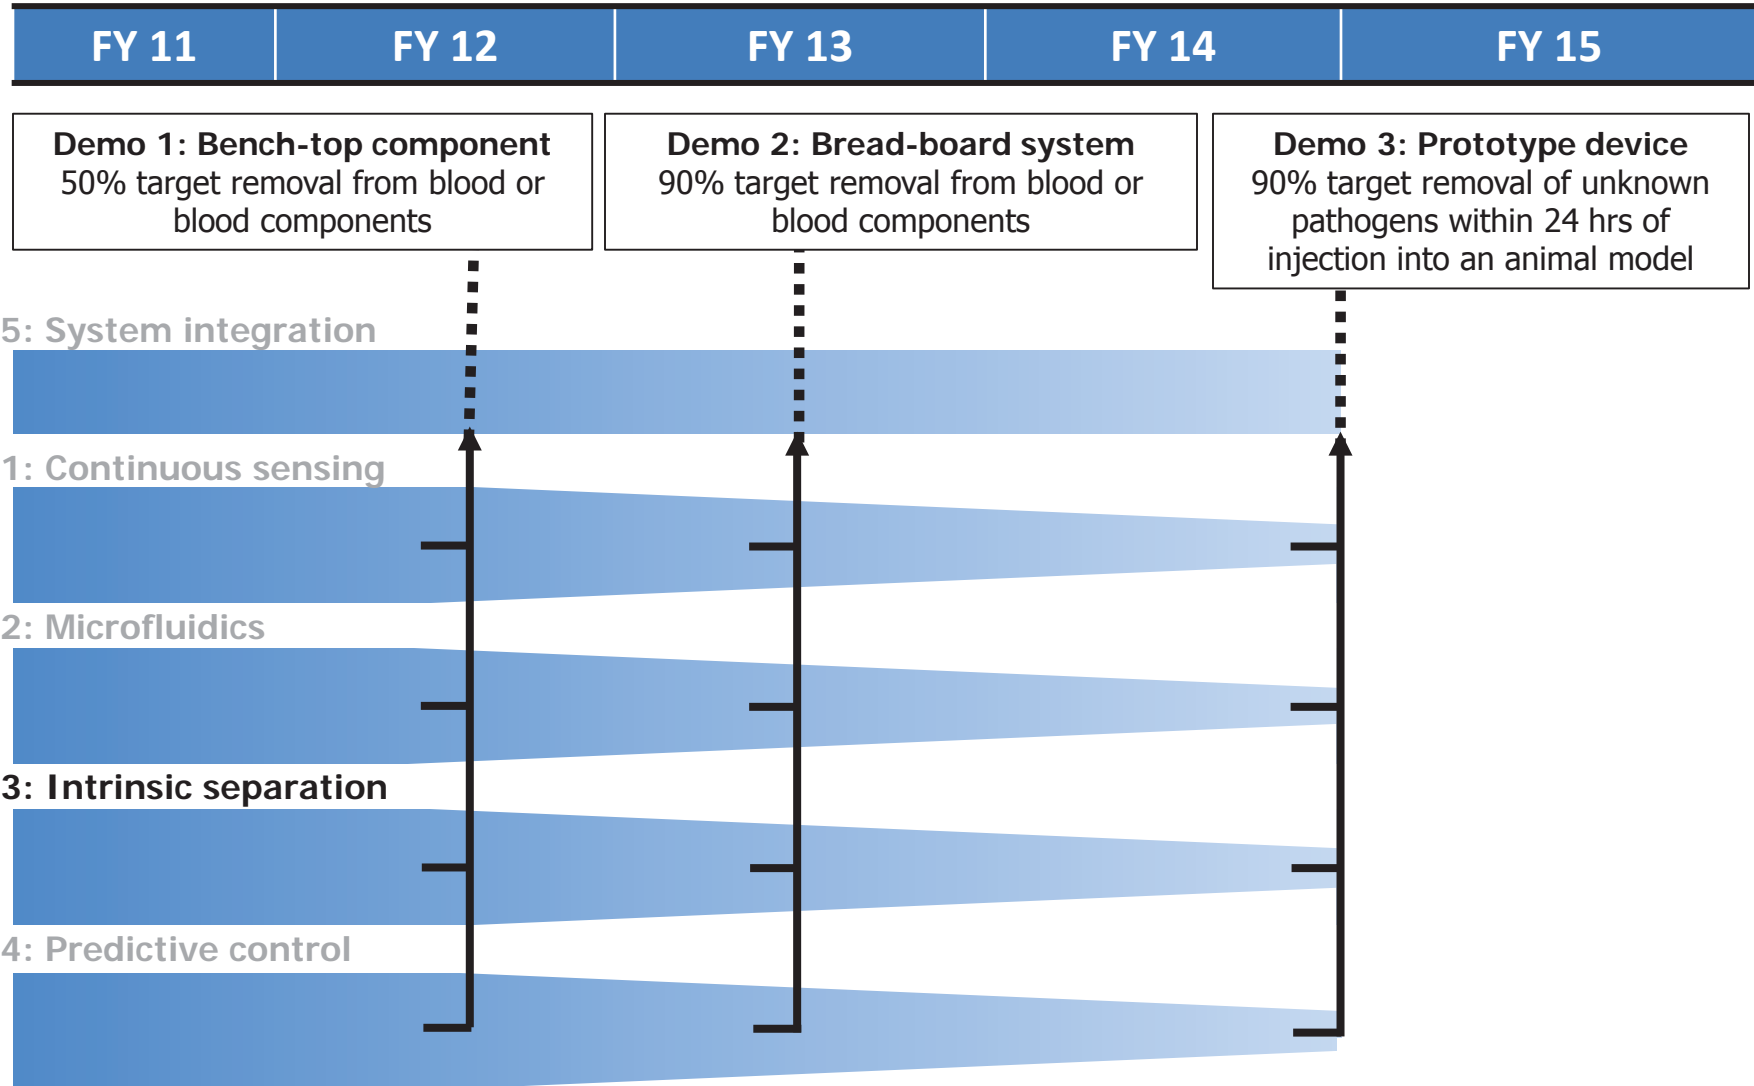 FY 11 FY 12 FY 13 FY 14 FY 15
Demo 1: Bench-top component
50% target removal from blood or
blood components
Demo 2: Bread-board system
90% target removal from blood or
blood components
Demo 3: Prototype device
90% target removal of unknown
pathogens within 24 hrs of
injection into an animal model
5: System integration
1: Continuous sensing
2: Microfluidics
3: Intrinsic separation
4: Predictive control